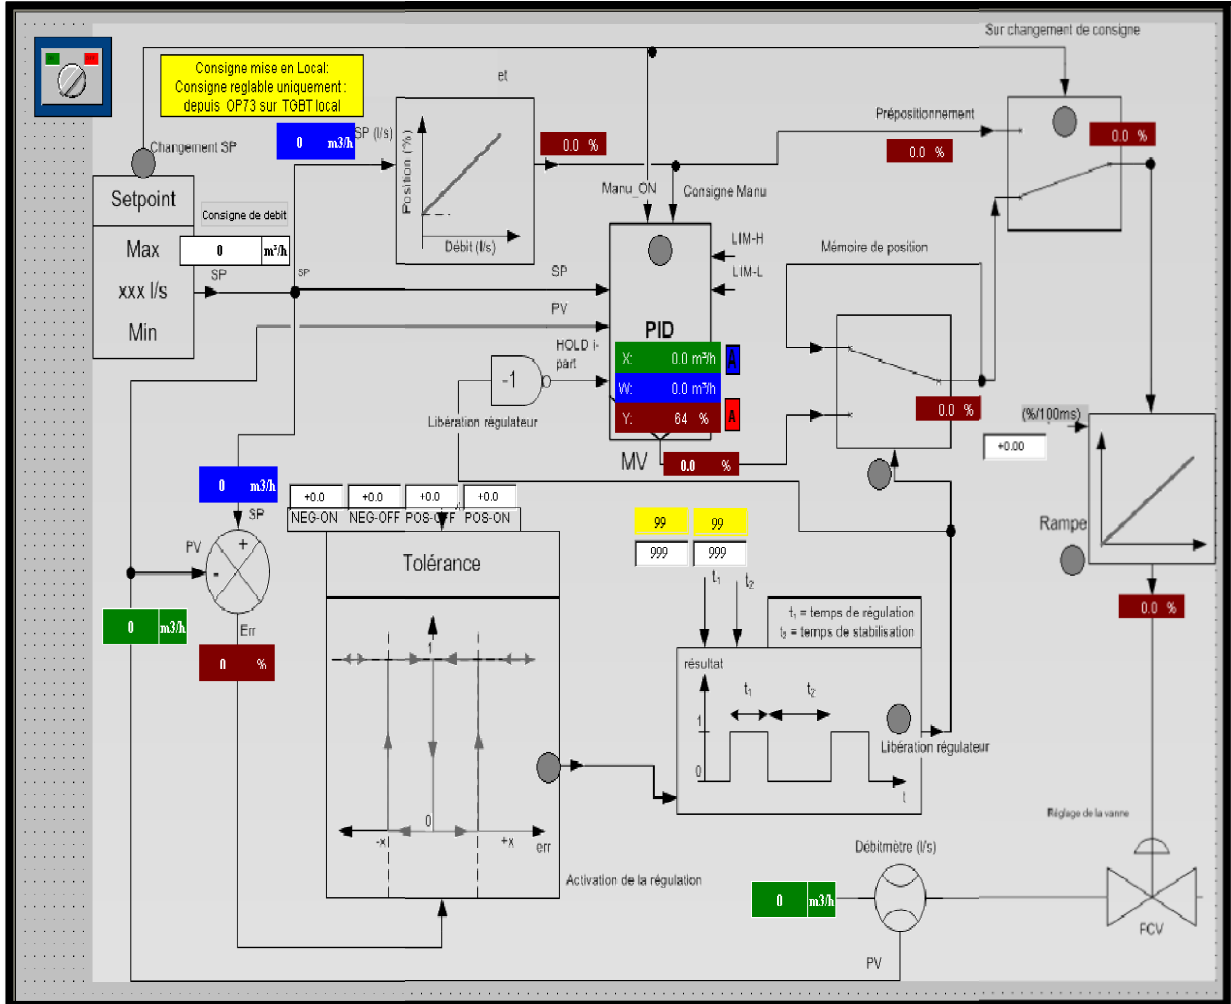 Sur changement de consigne
Consigne mise en Local:
Consigne reglable uniquement :
depuis OP73 sur TGBT local
et
Changement SP
0 m3/h
SP (l/s)
Position (%)
Débit (l/s)
0.0 %
Prépositionnement
0.0 %
0.0 %
Manu_ON
Consigne Manu
Setpoint
Max
xxx l/s
Min
Consigne de debit
0 m³/h
SP
SP
SP
PV
LIM-H
LIM-L
Mémoire de position
PID
HOLD i-
part
-1
Libération régulateur
X: 0.0 m³/h A
W: 0.0 m³/h
Y: 64 % A
MV
0.0 %
0.0 %
(%/100ms)
+0.00
Rampe
0.0 %
0 m3/h
SP
PV
+
-
0 m3/h
Err
0 %
+0.0 +0.0 +0.0 +0.0
NEG-ON NEG-OFF POS-OFF POS-ON
Tolérance
1
0
-x
+x
err
Activation de la régulation
99 99
999 999
t₁ t₂
t₁ = temps de régulation
t₂ = temps de stabilisation
résultat
t₁ t₂
1
0
t
Libération régulateur
Réglage de la vanne
Débitmètre (l/s)
0 m3/h
PV
FCV